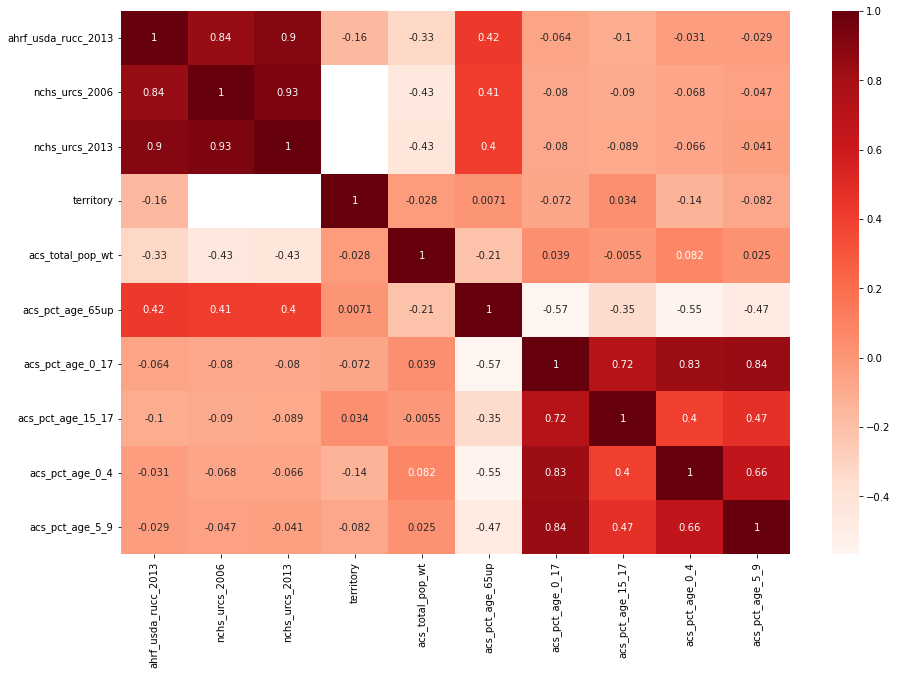 ahrf_usda_rucc_2013 1 0.84 0.9 -0.16 -0.33 0.42 -0.064 -0.1 -0.031 -0.029
nchs_urcs_2006 0.84 1 0.93 -0.43 0.41 -0.08 -0.09 -0.068 -0.047
nchs_urcs_2013 0.9 0.93 1 -0.43 0.4 -0.08 -0.089 -0.066 -0.041
territory -0.16 1 -0.028 0.0071 -0.072 0.034 -0.14 -0.082
acs_total_pop_wt -0.33 -0.43 -0.43 -0.028 1 -0.21 0.039 -0.0055 0.082 0.025
acs_pct_age_65up 0.42 0.41 0.4 0.0071 -0.21 1 -0.57 -0.35 -0.55 -0.47
acs_pct_age_0_17 -0.064 -0.08 -0.08 -0.072 0.039 -0.57 1 0.72 0.83 0.84
acs_pct_age_15_17 -0.1 -0.09 -0.089 0.034 -0.0055 -0.35 0.72 1 0.4 0.47
acs_pct_age_0_4 -0.031 -0.068 -0.066 -0.14 0.082 -0.55 0.83 0.4 1 0.66
acs_pct_age_5_9 -0.029 -0.047 -0.041 -0.082 0.025 -0.47 0.84 0.47 0.66 1
ahrf_usda_rucc_2013
nchs_urcs_2006
nchs_urcs_2013
territory
acs_total_pop_wt
acs_pct_age_65up
acs_pct_age_0_17
acs_pct_age_15_17
acs_pct_age_0_4
acs_pct_age_5_9
1.0
0.8
0.6
0.4
0.2
0.0
−0.2
−0.4